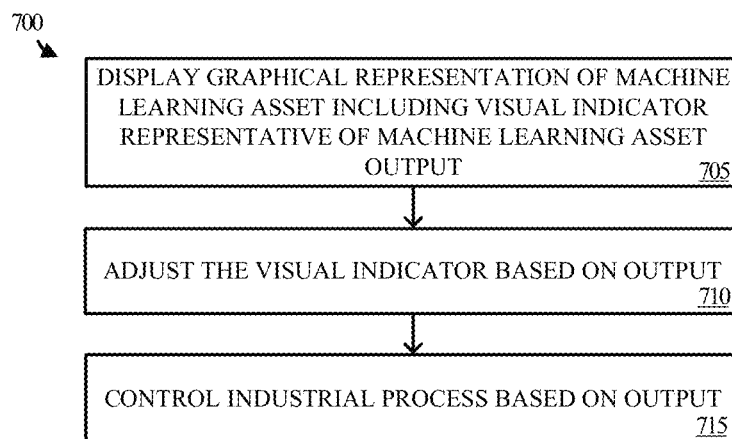 700
DISPLAY GRAPHICAL REPRESENTATION OF MACHINE
LEARNING ASSET INCLUDING VISUAL INDICATOR
REPRESENTATIVE OF MACHINE LEARNING ASSET
OUTPUT
705
ADJUST THE VISUAL INDICATOR BASED ON OUTPUT
710
CONTROL INDUSTRIAL PROCESS BASED ON OUTPUT
715